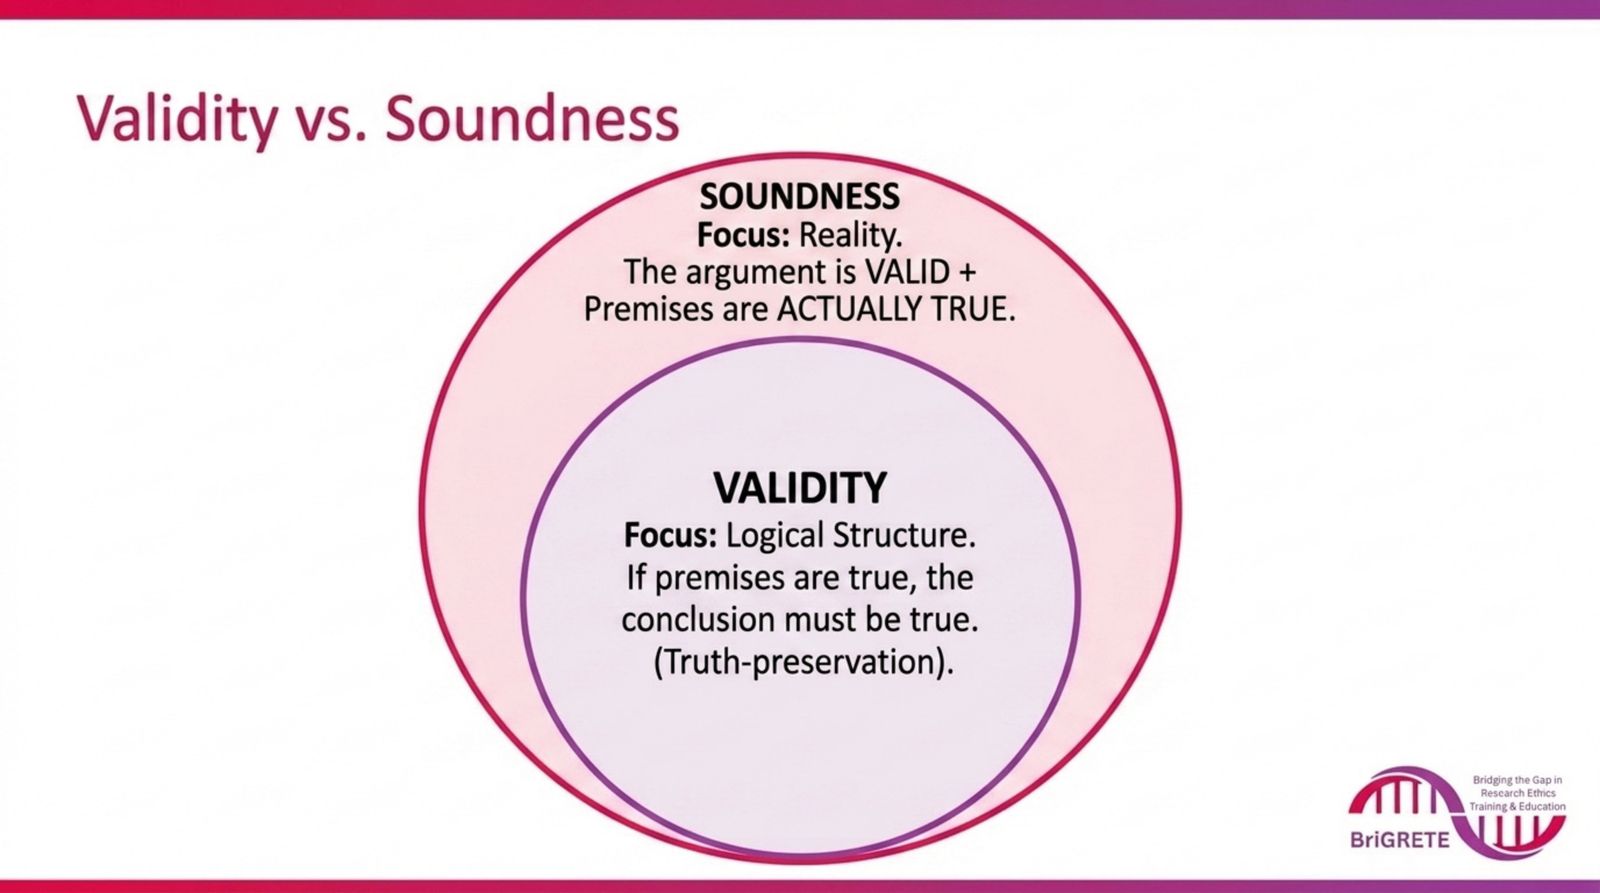 Validity vs. Soundness
SOUNDNESS
Focus: Reality.
The argument is VALID +
Premises are ACTUALLY TRUE.
VALIDITY
Focus: Logical Structure.
If premises are true, the
conclusion must be true.
(Truth-preservation).
Bridging the Gap in
Research Ethics
Training & Education
BriGRETE